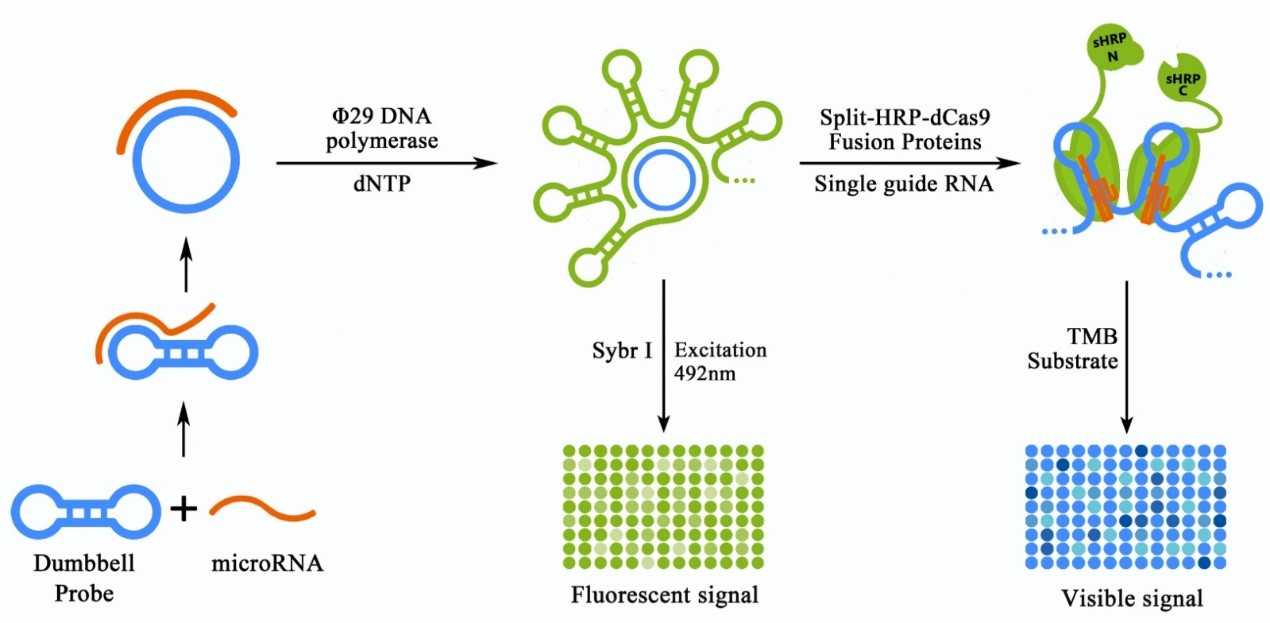 Φ29 DNA
polymerase
dNTP
Split-HRP-dCas9
Fusion Proteins
Single guide RNA
sHRP
N
sHRP
C
Sybr I
Excitation
492nm
TMB
Substrate
Dumbbell
Probe
+
microRNA
Fluorescent signal
Visible signal